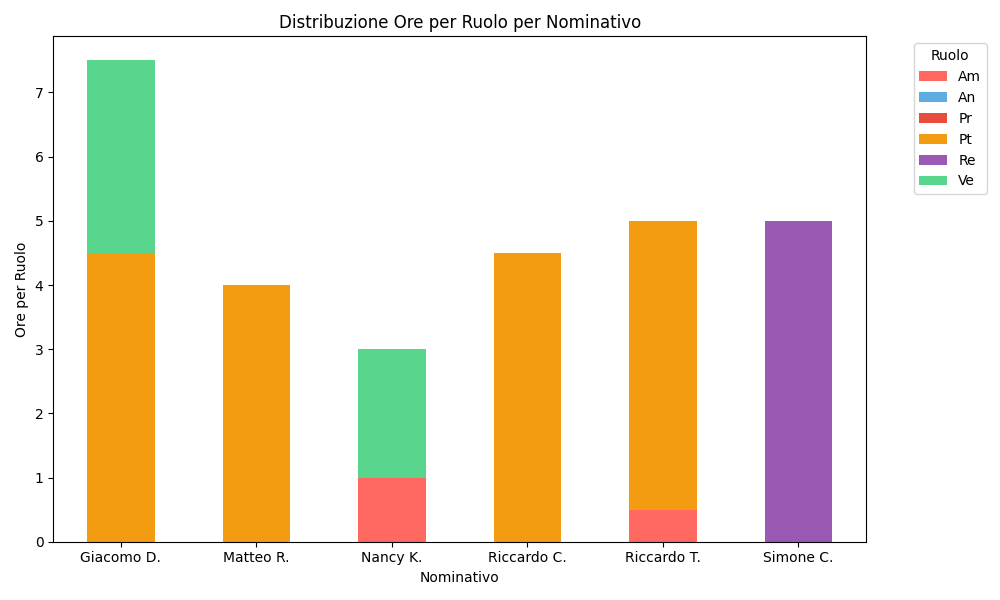 Distribuzione Ore per Ruolo per Nominativo
Ore per Ruolo
7
6
5
4
3
2
1
0
Giacomo D. Matteo R. Nancy K. Riccardo C. Riccardo T. Simone C.
Nominativo
Ruolo
Am
An
Pr
Pt
Re
Ve